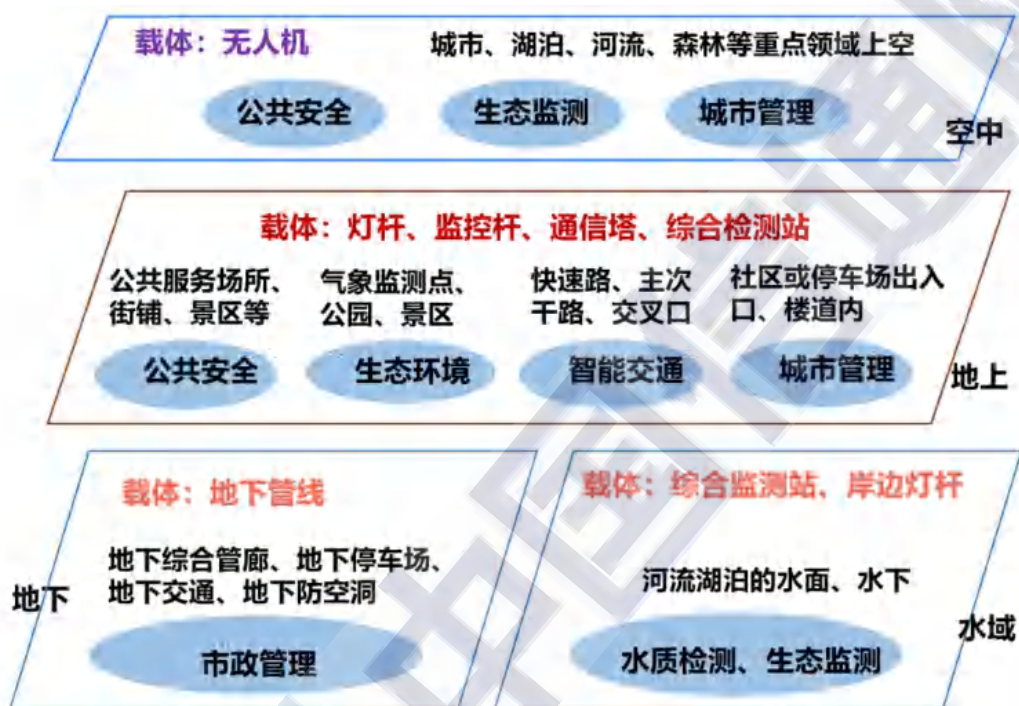 载体：无人机
城市、湖泊、河流、森林等重点领域上空
公共安全
生态监测
城市管理
空中
载体：灯杆、监控杆、通信塔、综合检测站
公共服务场所、
街铺、景区等
公共安全
气象监测点、
公园、景区
生态环境
快速路、主次
干路、交叉口
智能交通
社区或停车场出入
口、楼道内
城市管理
地上
载体：地下管线
地下综合管廊、地下停车场、
地下交通、地下防空洞
市政管理
地下
载体：综合监测站、岸边灯杆
河流湖泊的水面、水下
水质检测、生态监测
水域
中国信通院